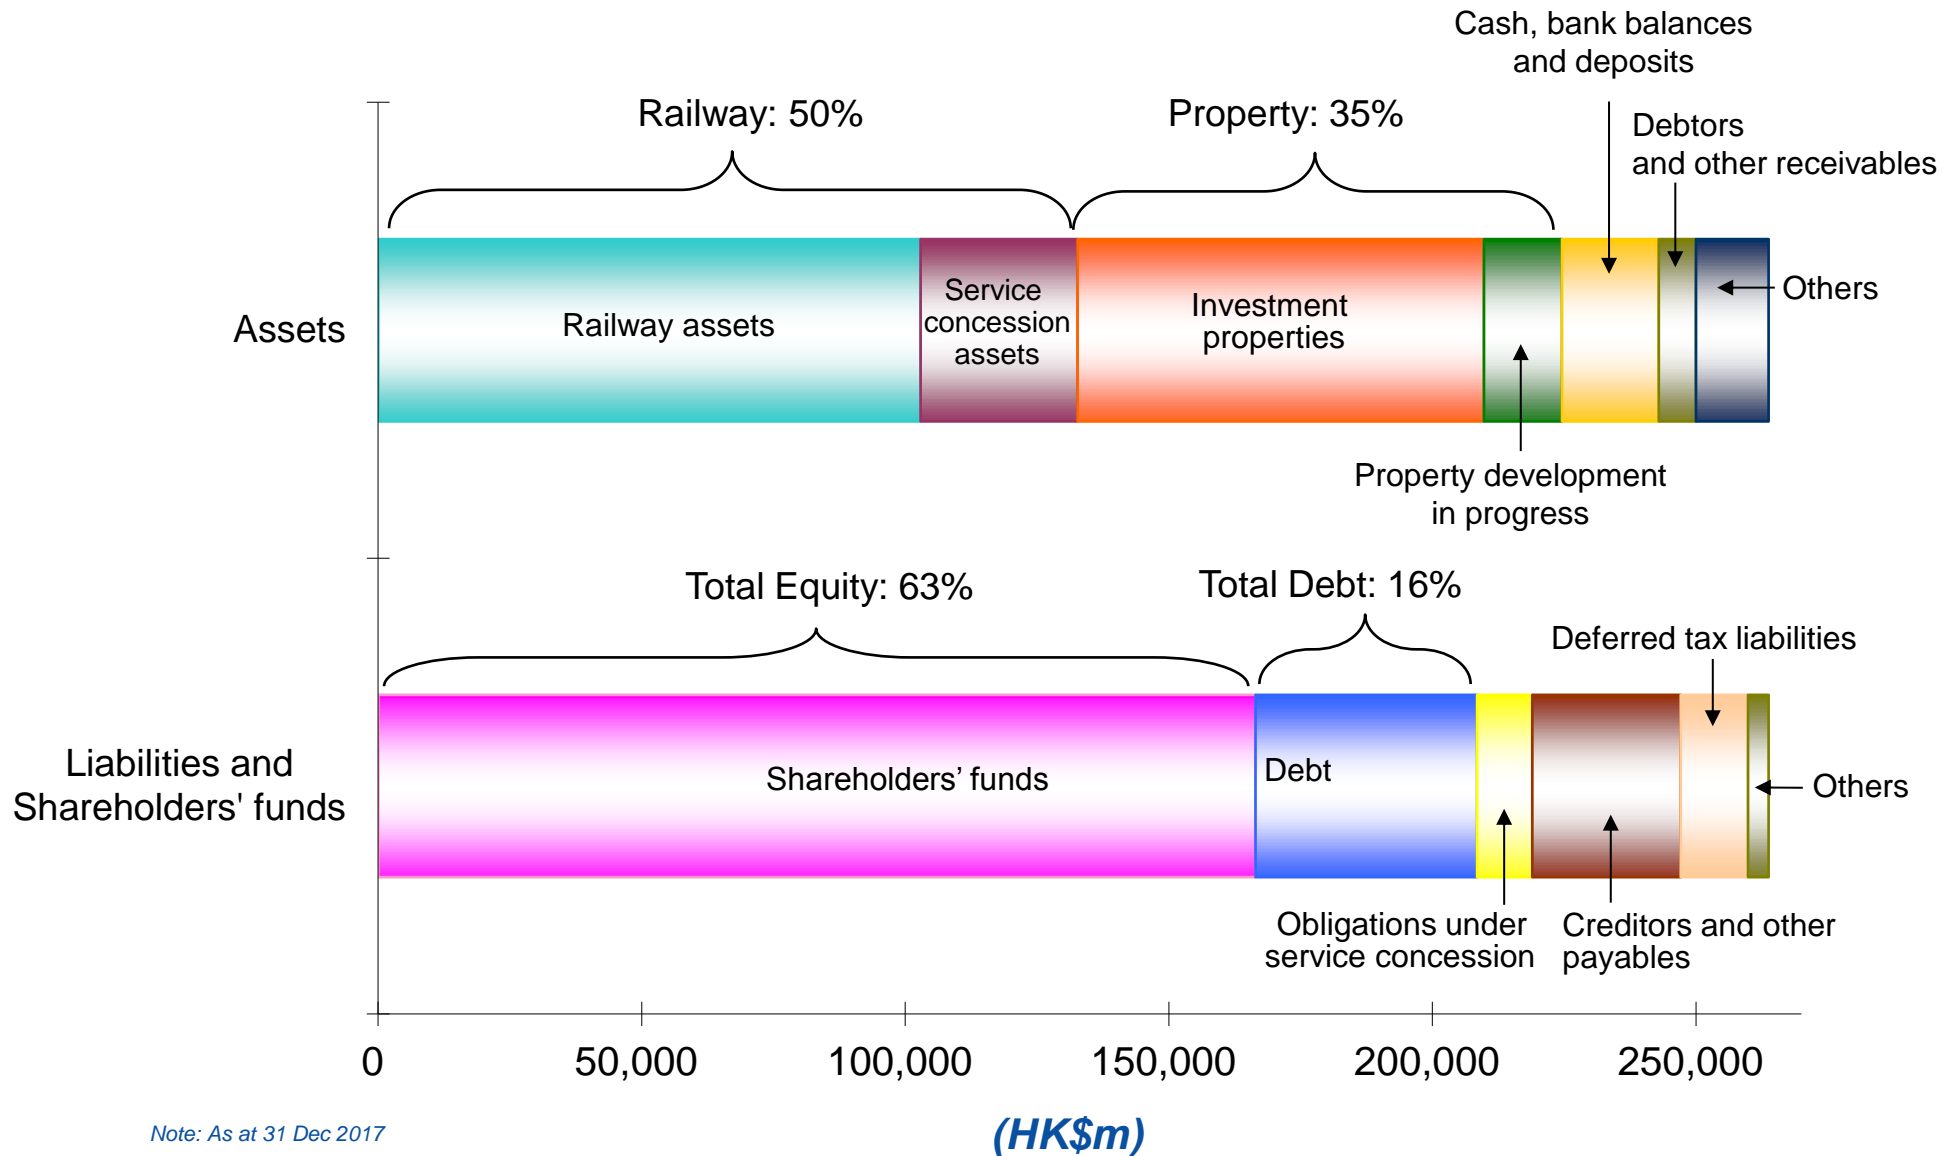 Cash, bank balances
and deposits
Railway: 50%
Property: 35%
Debtors
and other receivables
Assets
Railway assets
Service
concession
assets
Investment
properties
Others
Property development
in progress
Total Equity: 63%
Total Debt: 16%
Deferred tax liabilities
Liabilities and
Shareholders' funds
Shareholders’ funds
Debt
Others
Obligations under
service concession
Creditors and other
payables
0
50,000
100,000
150,000
200,000
250,000
Note: As at 31 Dec 2017
(HK$m)